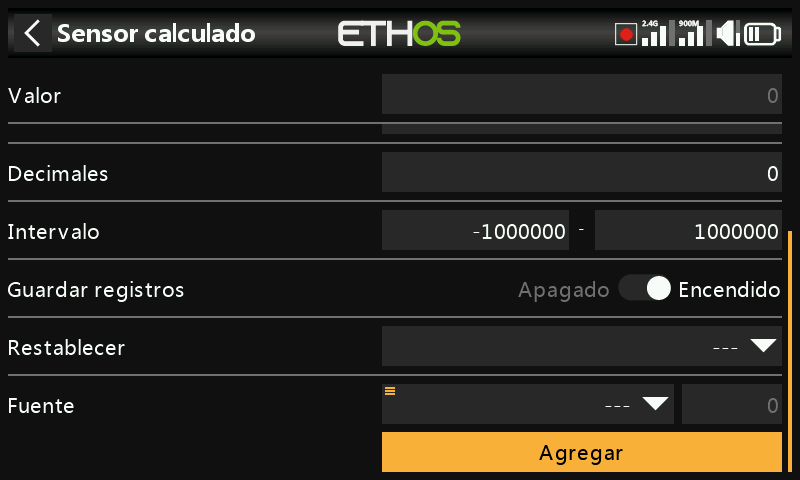 Sensor calculado
ETHOS
2.4G
900M
Valor
0
Decimales
0
Intervalo
-1000000 - 1000000
Guardar registros
Apagado
Encendido
Restablecer
---
Fuente
---
0
Agregar